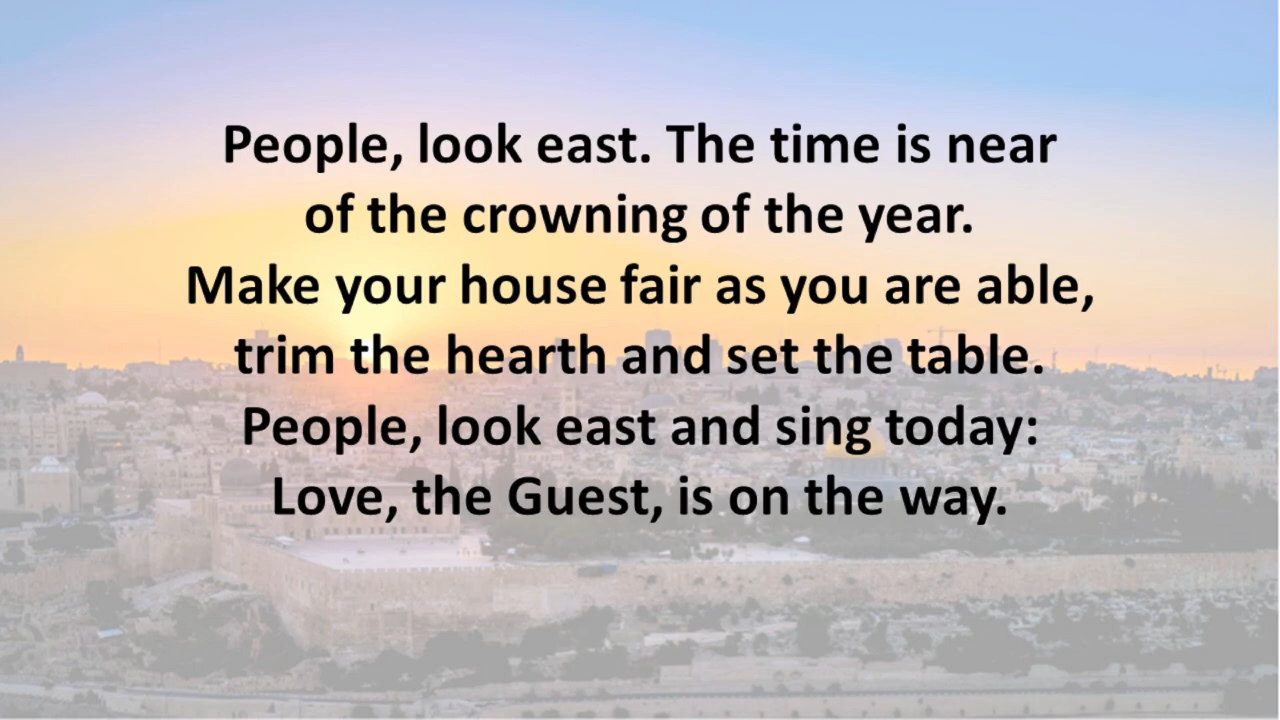 People, look east. The time is near
of the crowning of the year.
Make your house fair as you are able,
trim the hearth and set the table.
People, look east and sing today:
Love, the Guest, is on the way.